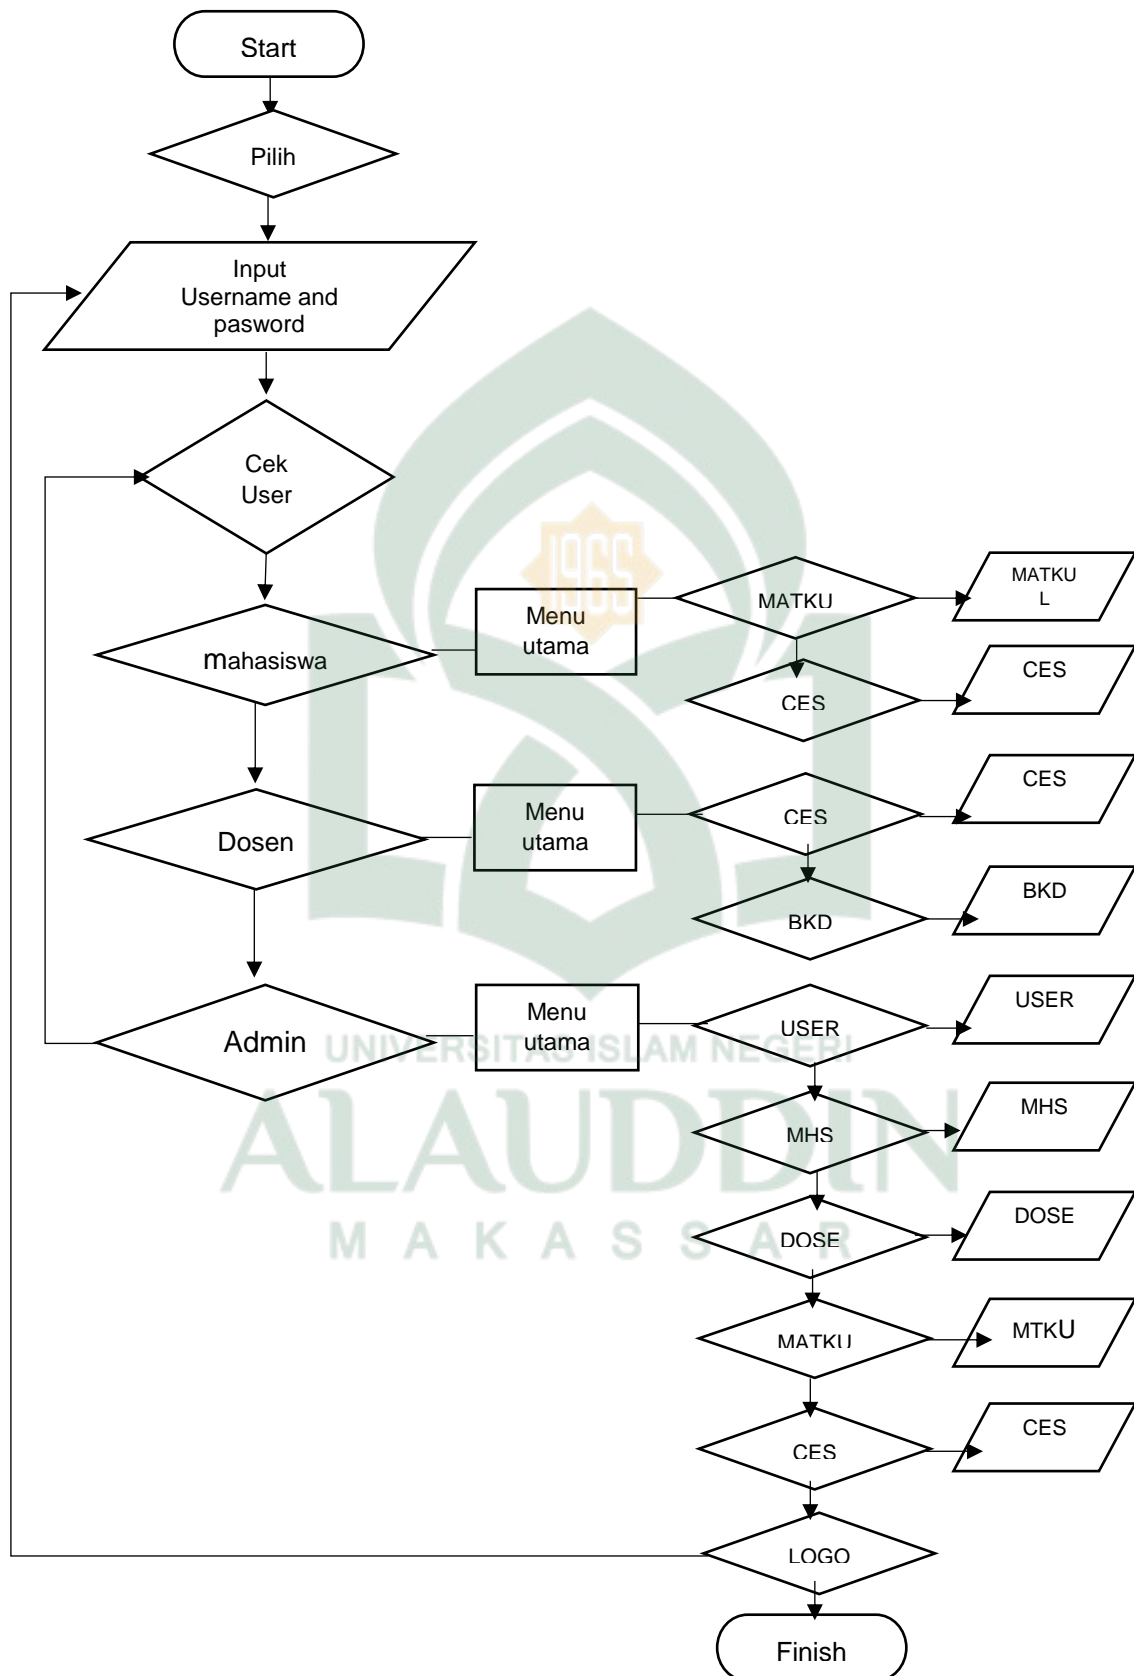 Start
Pilih
Input
Username and
pasword
Cek
User
mahasiswa
Menu
utama
MATKU
MATKU
L
CES
CES
Dosen
Menu
utama
CES
CES
BKD
BKD
Admin
Menu
utama
USER
USER
MHS
MHS
DOSE
DOSE
MATKU
MTKU
CES
CES
LOGO
Finish
1965
UNIVERSITAS ISLAM NEGERI
ALAUDDIN
MAKASSAR